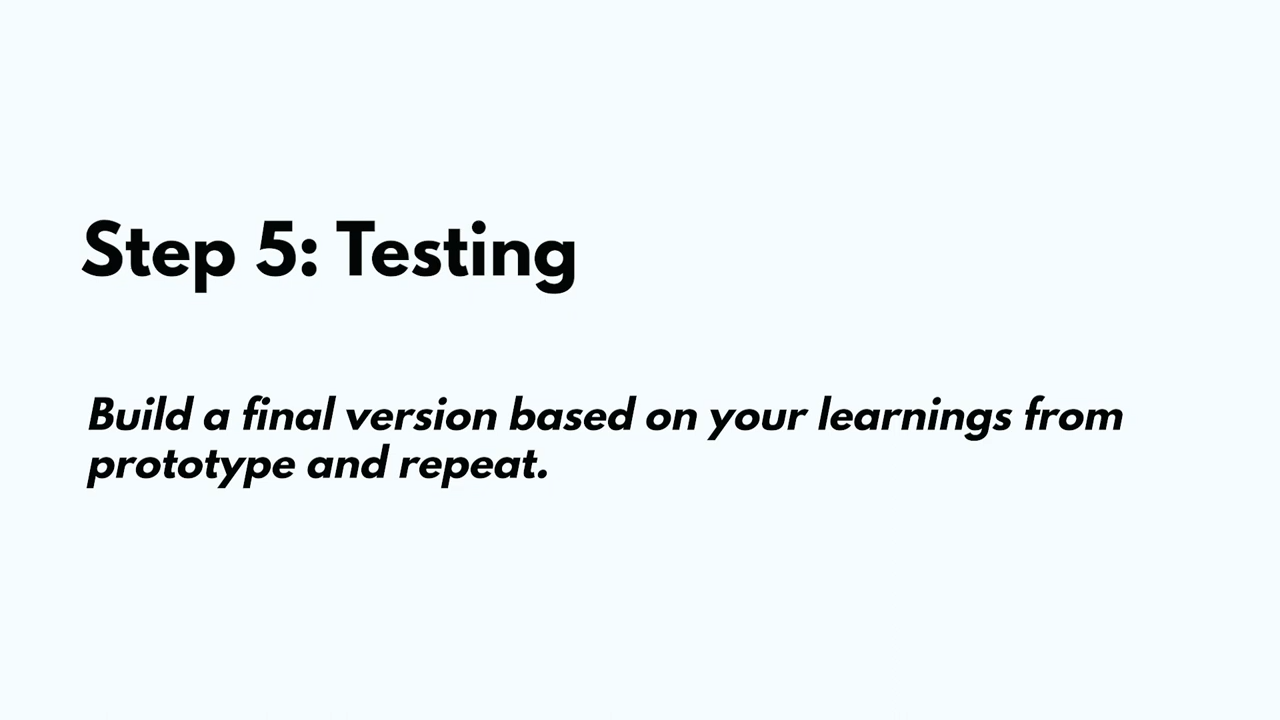 Step 5: Testing
Build a final version based on your learnings from
prototype and repeat.